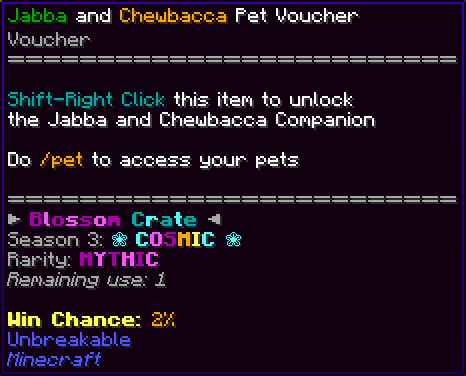 Jabba and Chewbacca Pet Voucher
Voucher
==============================
Shift-Right Click this item to unlock
the Jabba and Chewbacca Companion
Do /pet to access your pets
==============================
► Blossom Crate ◄
Season 3: ❀ COSMIC ❀
Rarity: MYTHIC
Remaining use: 1
Win Chance: 2%
Unbreakable
Minecraft